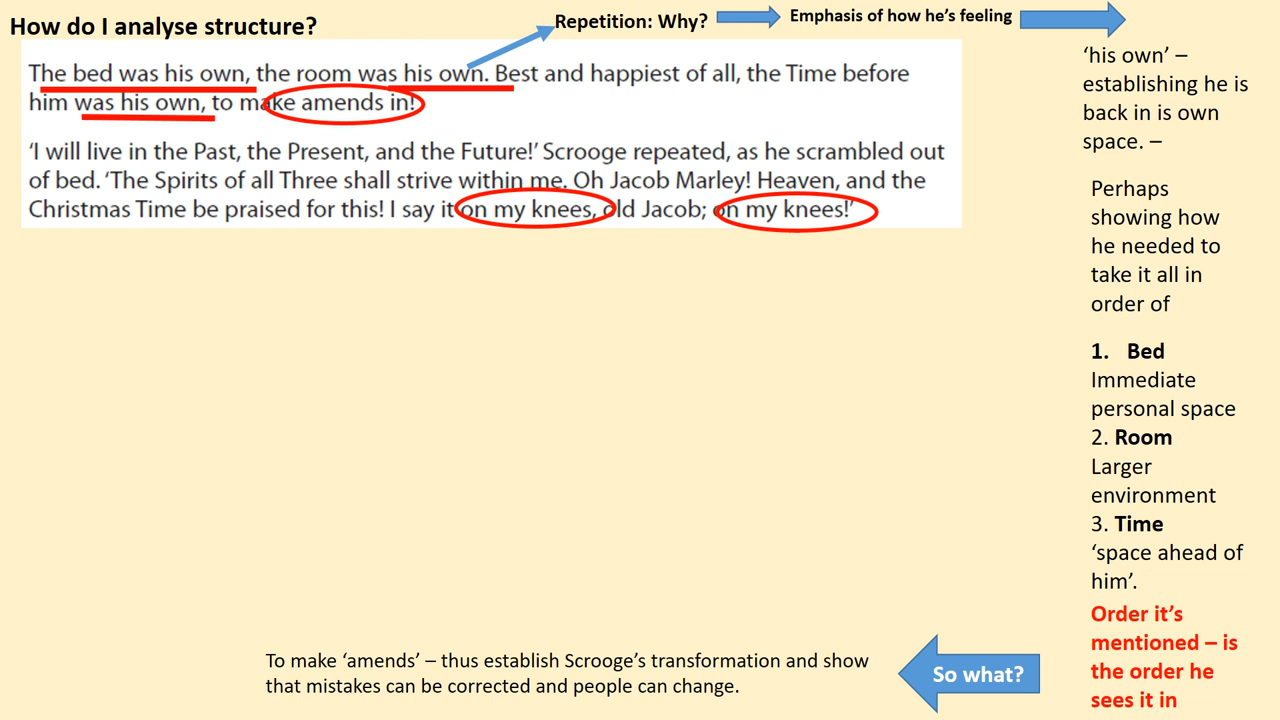 How do I analyse structure?
Repetition: Why?
Emphasis of how he's feeling
The bed was his own, the room was his own. Best and happiest of all, the Time before
him was his own, to make amends in!
'I will live in the Past, the Present, and the Future!' Scrooge repeated, as he scrambled out
of bed. 'The Spirits of all Three shall strive within me. Oh Jacob Marley! Heaven, and the
Christmas Time be praised for this! I say it on my knees, old Jacob; on my knees!'
'his own' –
establishing he is
back in is own
space. –
Perhaps
showing how
he needed to
take it all in
order of
1. Bed
Immediate
personal space
2. Room
Larger
environment
3. Time
'space ahead of
him'.
Order it's
mentioned – is
the order he
sees it in
So what?
To make 'amends' – thus establish Scrooge's transformation and show
that mistakes can be corrected and people can change.